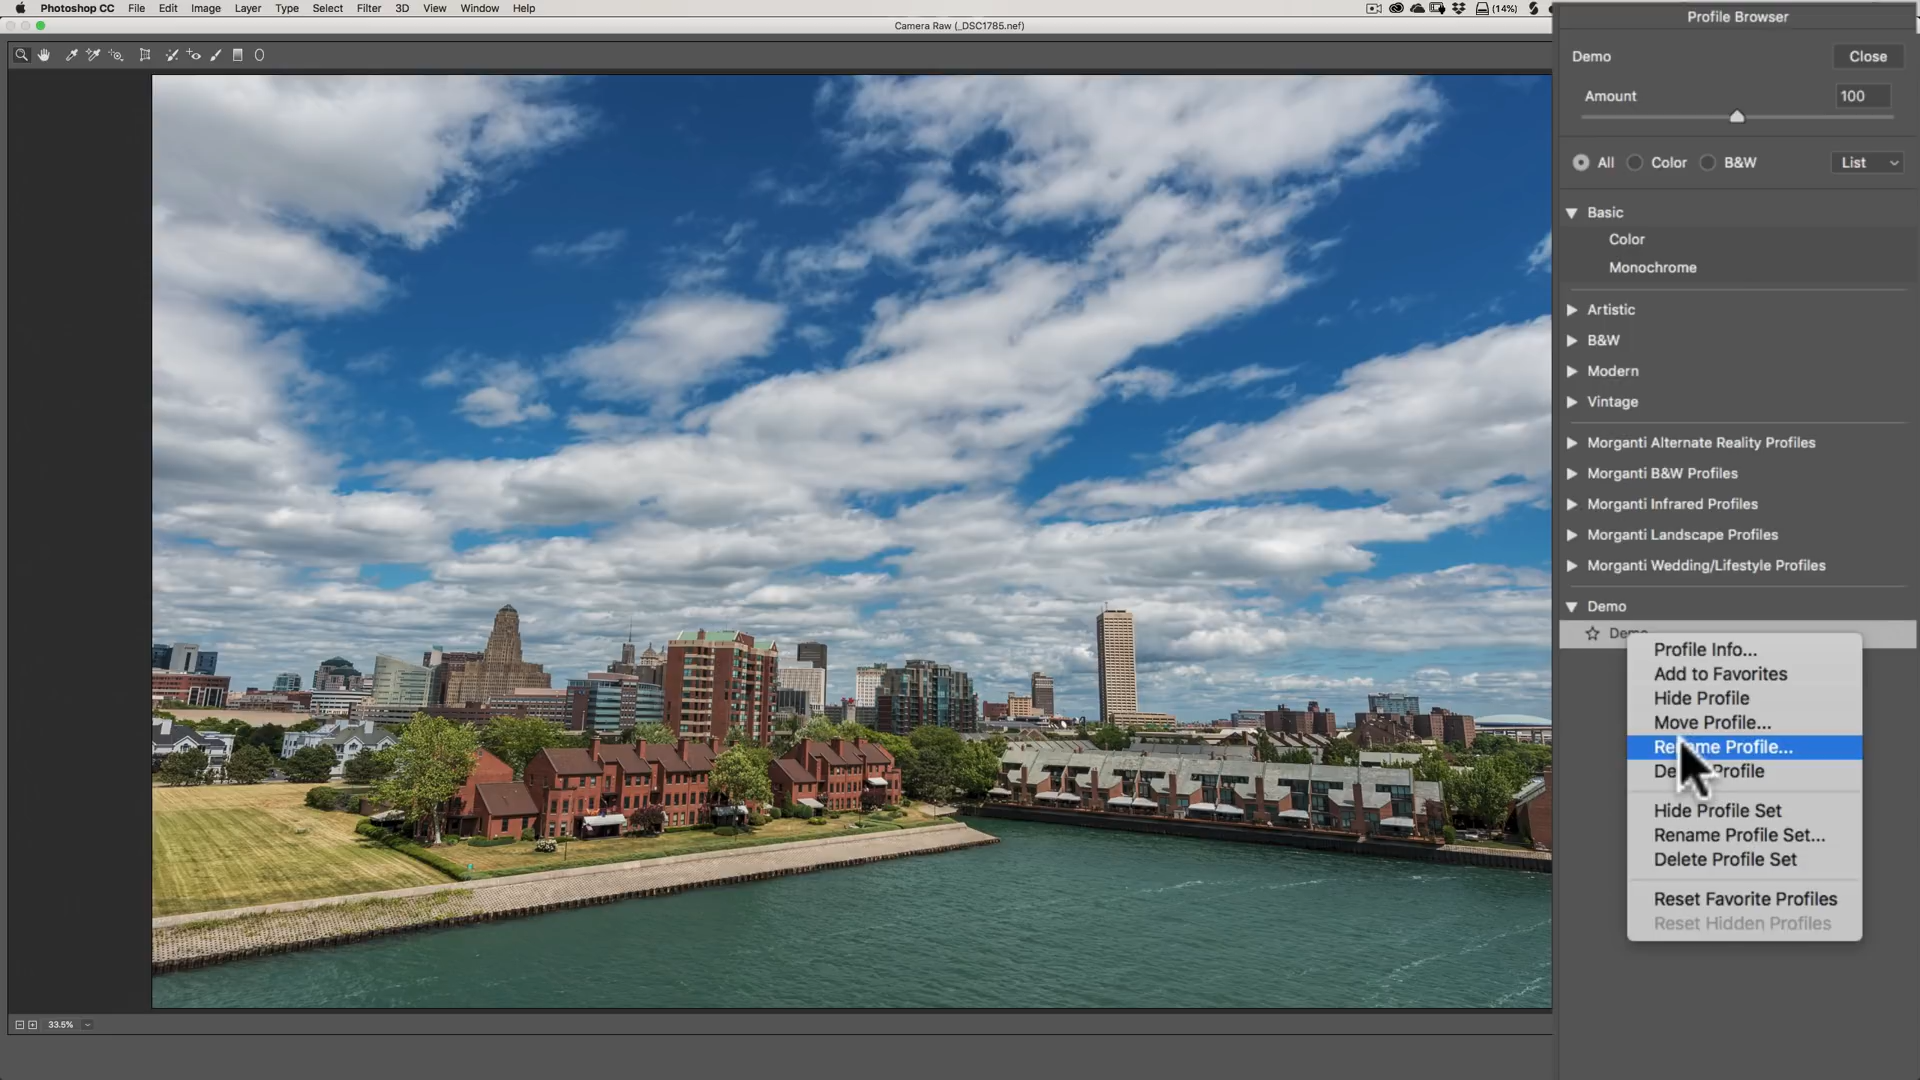 Photoshop CC File Edit Image Layer Type Select Filter 3D View Window Help
(14%)
Camera Raw (_DSC1785.nef)
Profile Browser
Demo Close
Amount 100
All Color B&W List
Basic
Color
Monochrome
Artistic
B&W
Modern
Vintage
Morganti Alternate Reality Profiles
Morganti B&W Profiles
Morganti Infrared Profiles
Morganti Landscape Profiles
Morganti Wedding/Lifestyle Profiles
Demo
Demo
Profile Info...
Add to Favorites
Hide Profile
Move Profile...
Rename Profile...
Delete Profile
Hide Profile Set
Rename Profile Set...
Delete Profile Set
Reset Favorite Profiles
Reset Hidden Profiles
33.5%